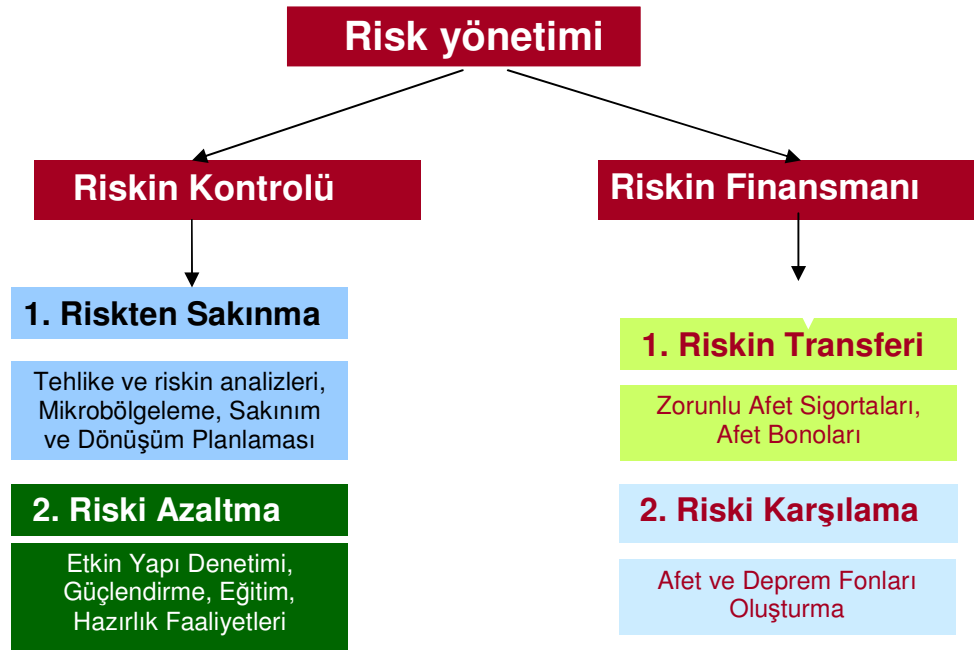 Risk yönetimi
Riskin Kontrolü
1. Riskten Sakınma
Tehlike ve riskin analizleri,
Mikrobölgeleme, Sakınım
ve Dönüşüm Planlaması
2. Riski Azaltma
Etkin Yapı Denetimi,
Güçlendirme, Eğitim,
Hazırlık Faaliyetleri
Riskin Finansmanı
1. Riskin Transferi
Zorunlu Afet Sigortaları,
Afet Bonoları
2. Riski Karşılama
Afet ve Deprem Fonları
Oluşturma